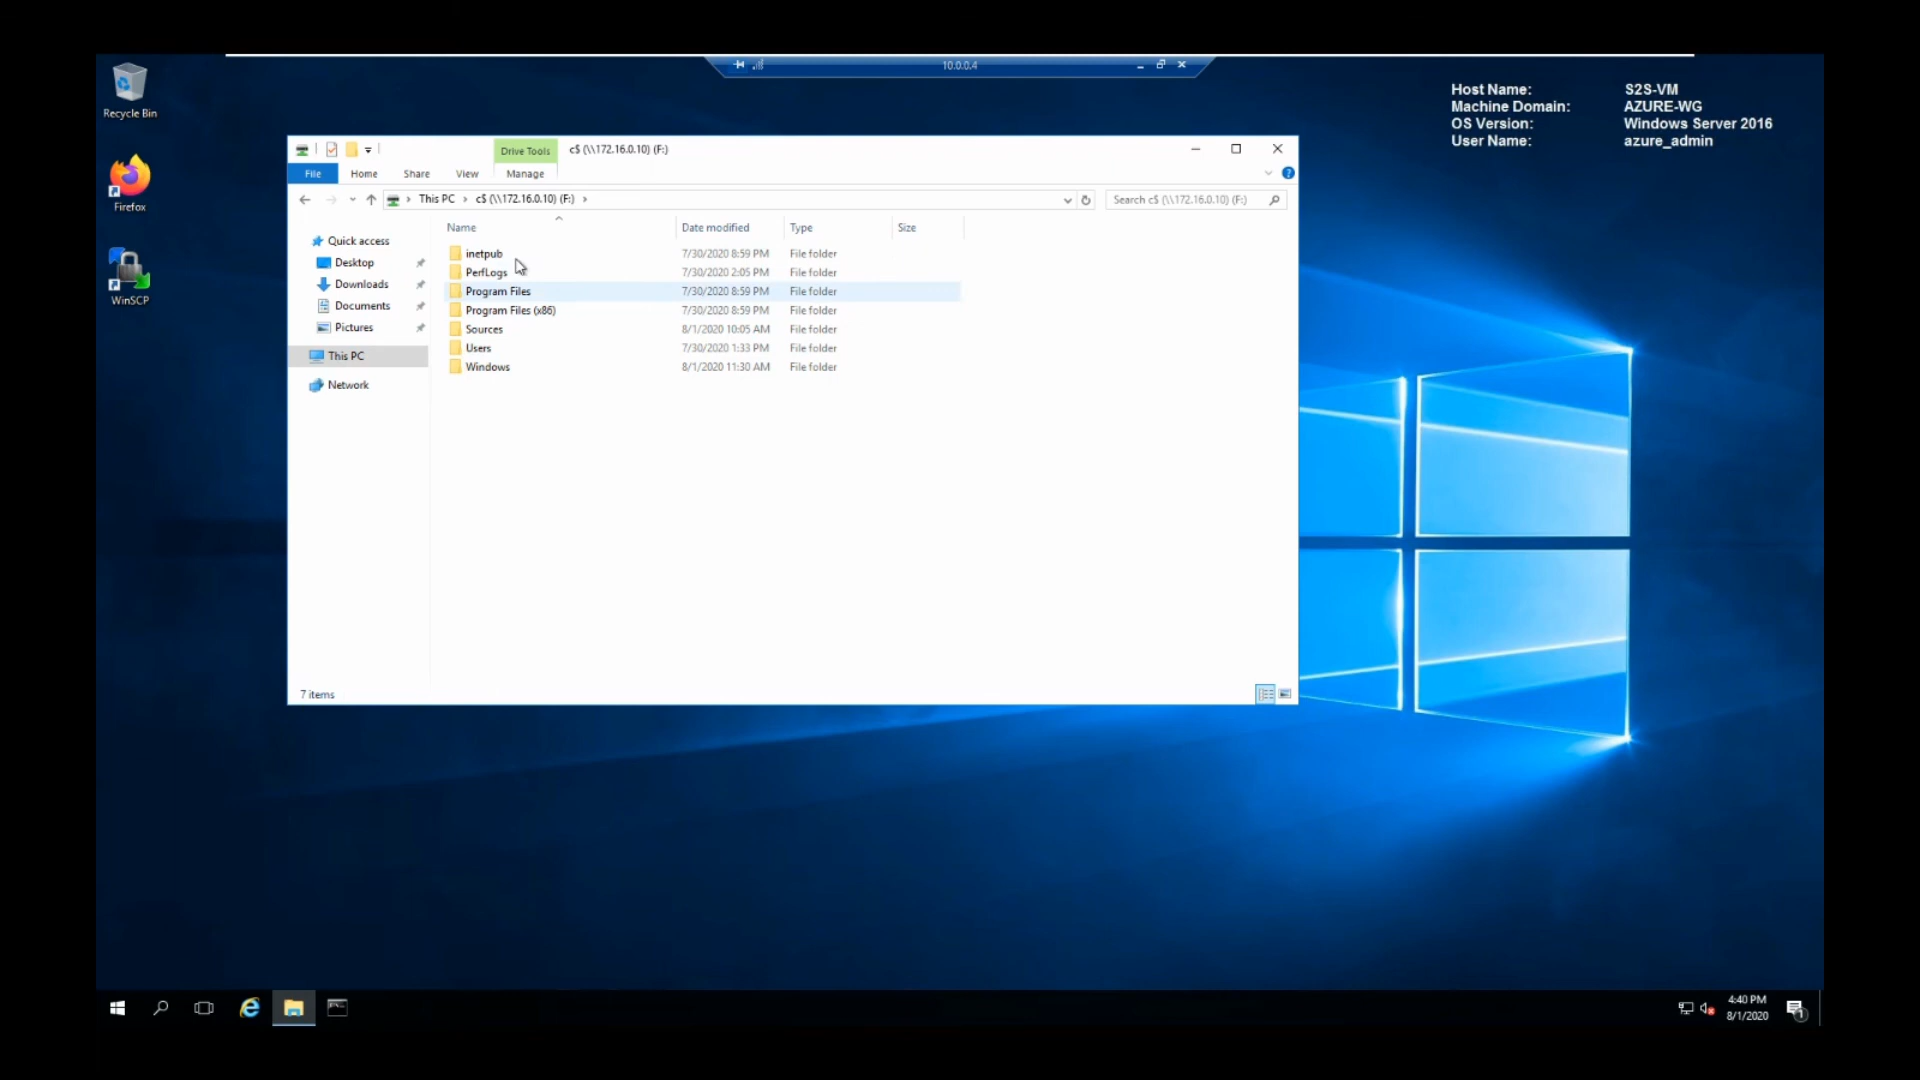 10.0.0.4
Recycle Bin
Firefox
WinSCP
Host Name: S2S-VM
Machine Domain: AZURE-WG
OS Version: Windows Server 2016
User Name: azure_admin
Drive Tools c$ (\\172.16.0.10) (F:)
File Home Share View Manage
This PC > c$ (\\172.16.0.10) (F:) >
Search c$ (\\172.16.0.10) (F:)
Quick access
Desktop
Downloads
Documents
Pictures
This PC
Network
Name Date modified Type Size
inetpub 7/30/2020 8:59 PM File folder
PerfLogs 7/30/2020 2:05 PM File folder
Program Files 7/30/2020 8:59 PM File folder
Program Files (x86) 7/30/2020 8:59 PM File folder
Sources 8/1/2020 10:05 AM File folder
Users 7/30/2020 1:33 PM File folder
Windows 8/1/2020 11:30 AM File folder
7 items
4:40 PM
8/1/2020
1